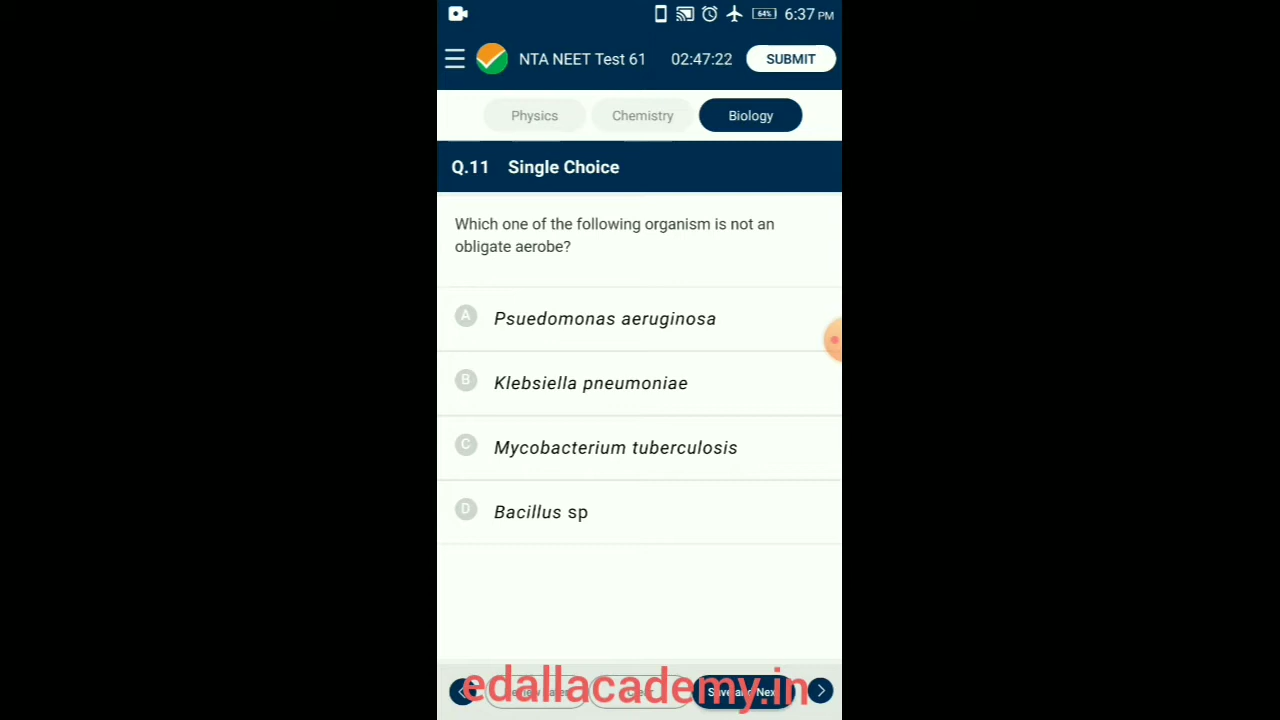 64% 6:37 PM
NTA NEET Test 61 02:47:22 SUBMIT
Physics Chemistry Biology
Q.11 Single Choice
Which one of the following organism is not an
obligate aerobe?
A Psuedomonas aeruginosa
B Klebsiella pneumoniae
C Mycobacterium tuberculosis
D Bacillus sp
edallacademy.in